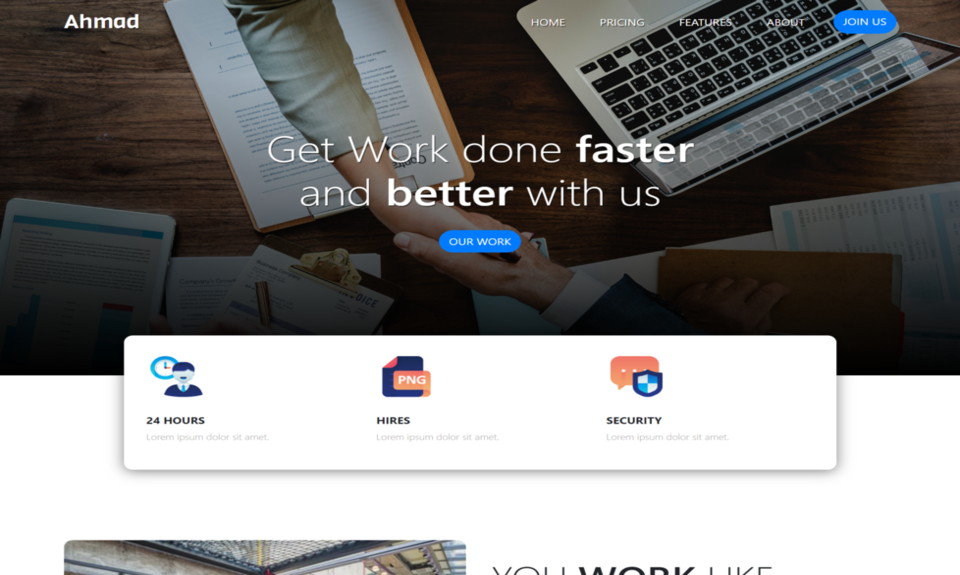 Ahmad
HOME PRICING FEATURES ABOUT JOIN US
Get Work done faster
and better with us
OUR WORK
PNG
24 HOURS HIRES SECURITY
Lorem ipsum dolor sit amet. Lorem ipsum dolor sit amet. Lorem ipsum dolor sit amet.
YOU WORK LIKE